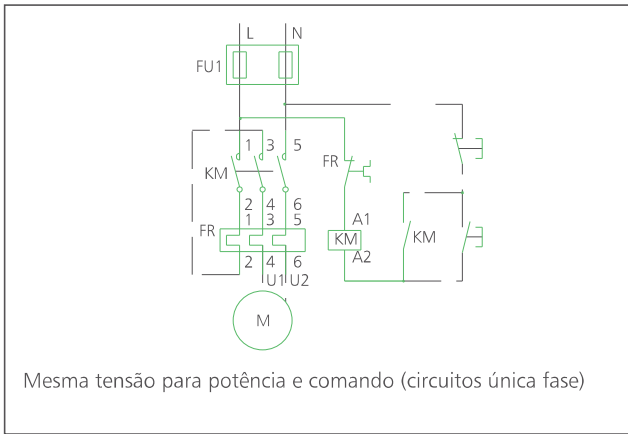 L N
FU1
1 3 5
KM
FR
2 4 6
1 3 5
FR
A1
KM
A2
KM
2 4 6
U1 U2
M
Mesma tensão para potência e comando (circuitos única fase)